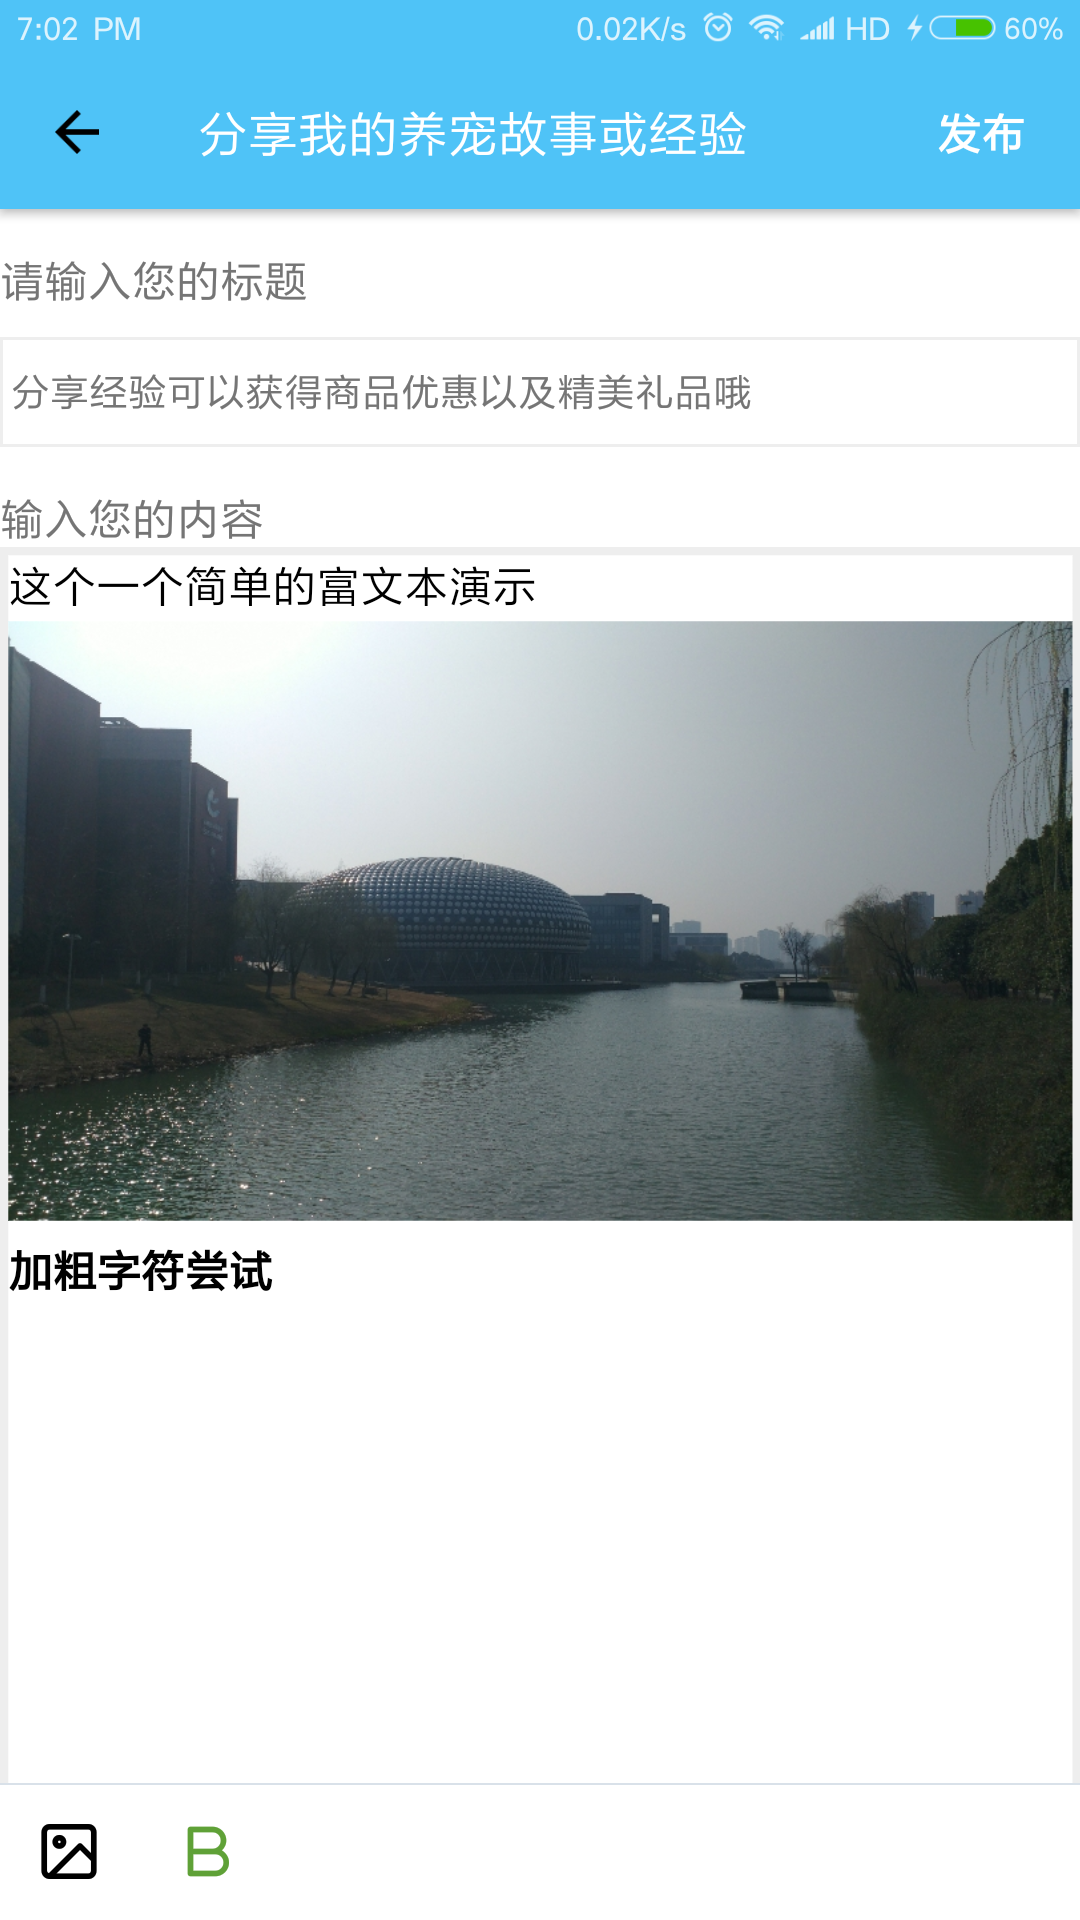 7:02 PM 0.02K/s HD 60%
分享我的养宠故事或经验 发布
请输入您的标题
分享经验可以获得商品优惠以及精美礼品哦
输入您的内容
这个一个简单的富文本演示
加粗字符尝试
B